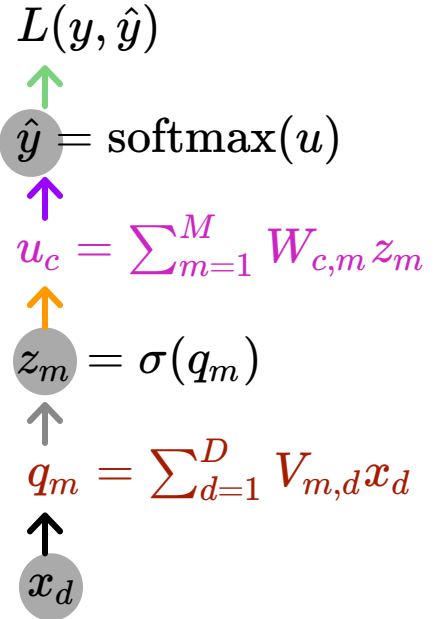 L(y, ŷ)
ŷ = softmax(u)
u_c = ∑_{m=1}^{M} W_{c,m} z_m
z_m = σ(q_m)
q_m = ∑_{d=1}^{D} V_{m,d} x_d
x_d